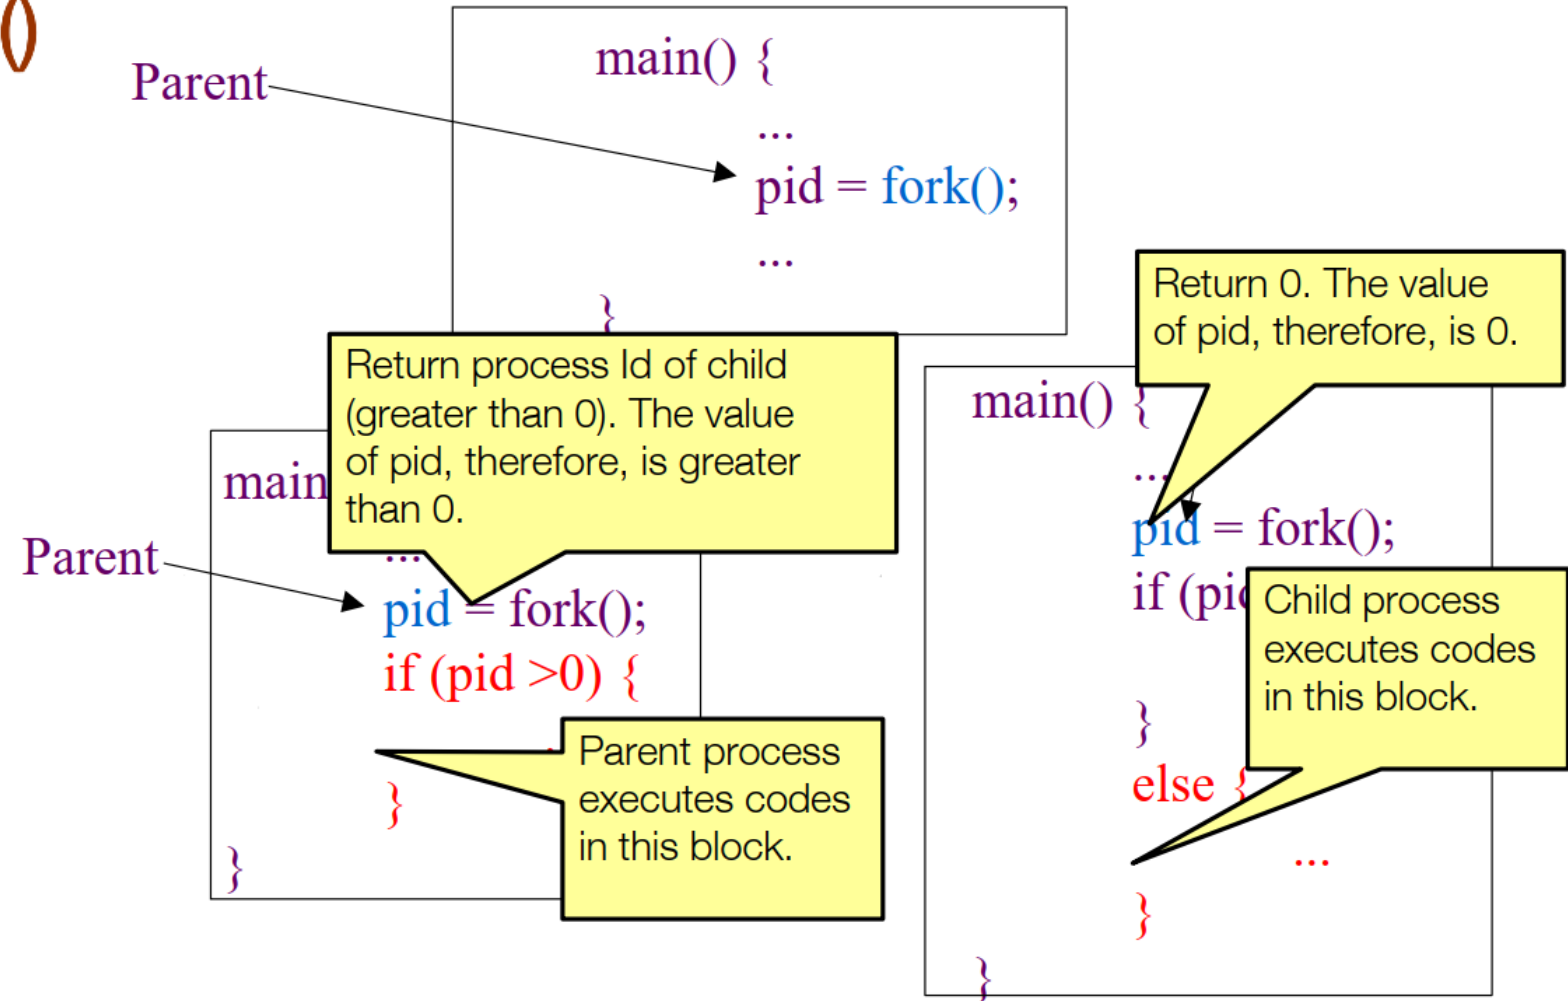 ()
Parent
main() {
...
pid = fork();
...
}
Return process Id of child
(greater than 0). The value
of pid, therefore, is greater
than 0.
main
...
Parent
pid = fork();
if (pid >0) {
Parent process
executes codes
in this block.
}
}
Return 0. The value
of pid, therefore, is 0.
main() {
...
pid = fork();
if (pid
Child process
executes codes
in this block.
}
else {
...
}
}